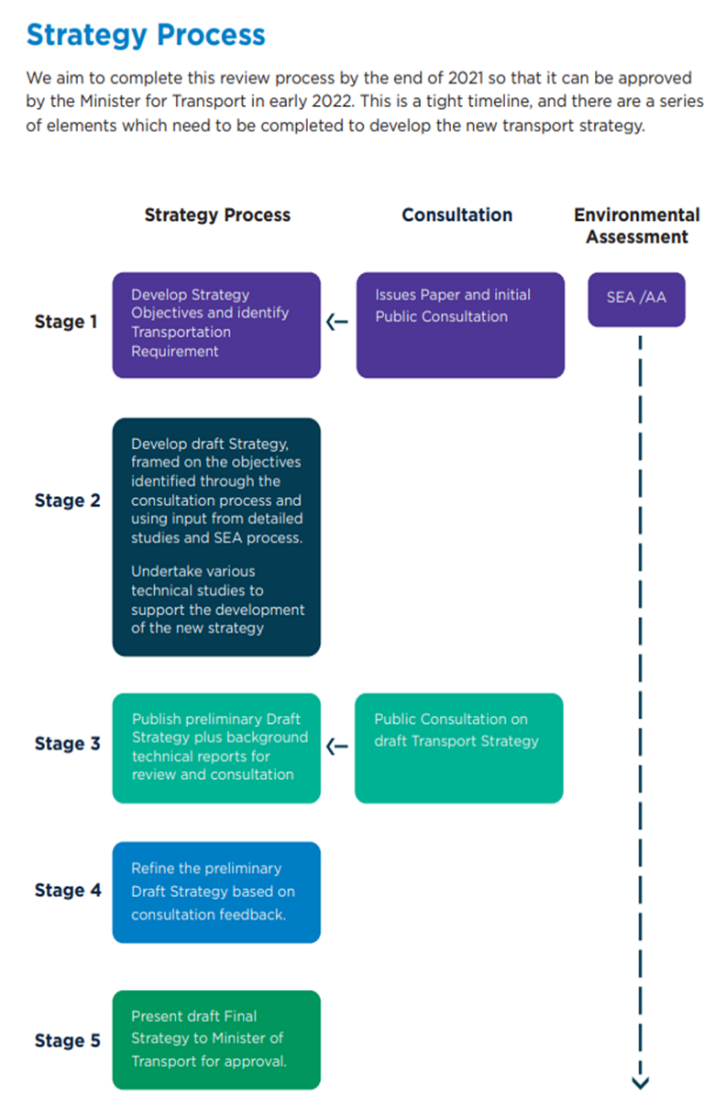 Strategy Process
We aim to complete this review process by the end of 2021 so that it can be approved
by the Minister for Transport in early 2022. This is a tight timeline, and there are a series
of elements which need to be completed to develop the new transport strategy.
Strategy Process
Consultation
Environmental
Assessment
Stage 1
Develop Strategy
Objectives and identify
Transportation
Requirement
Issues Paper and initial
Public Consultation
SEA /AA
Stage 2
Develop draft Strategy,
framed on the objectives
identified through the
consultation process and
using input from detailed
studies and SEA process.
Undertake various
technical studies to
support the development
of the new strategy
Stage 3
Publish preliminary Draft
Strategy plus background
technical reports for
review and consultation
Public Consultation on
draft Transport Strategy
Stage 4
Refine the preliminary
Draft Strategy based on
consultation feedback.
Stage 5
Present draft Final
Strategy to Minister of
Transport for approval.